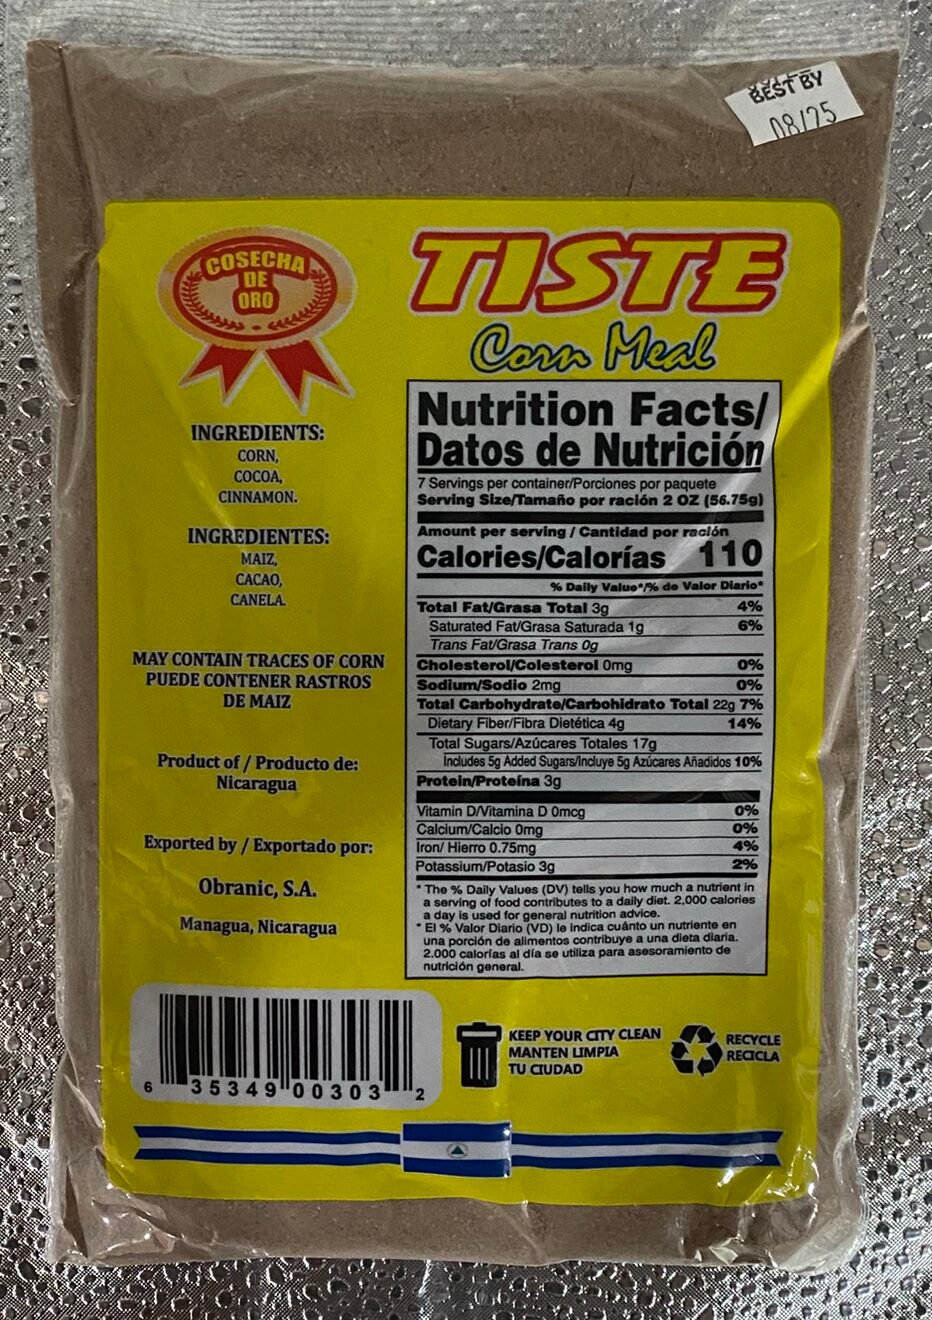 BEST BY
08/25
COSECHA
DE
ORO
TISTE
Corn Meal
INGREDIENTS:
CORN,
COCOA,
CINNAMON.
INGREDIENTES:
MAIZ,
CACAO,
CANELA.
MAY CONTAIN TRACES OF CORN
PUEDE CONTENER RASTROS
DE MAIZ
Product of / Producto de:
Nicaragua
Exported by / Exportado por:
Obranic, S.A.
Managua, Nicaragua
Nutrition Facts/
Datos de Nutrición
7 Servings per container/Porciones por paquete
Serving Size/Tamaño por ración 2 OZ (56.75g)
Amount per serving / Cantidad por ración
Calories/Calorías 110
% Daily Value*/% de Valor Diario*
Total Fat/Grasa Total 3g 4%
Saturated Fat/Grasa Saturada 1g 6%
Trans Fat/Grasa Trans 0g
Cholesterol/Colesterol 0mg 0%
Sodium/Sodio 2mg 0%
Total Carbohydrate/Carbohidrato Total 22g 7%
Dietary Fiber/Fibra Dietética 4g 14%
Total Sugars/Azúcares Totales 17g
Includes 5g Added Sugars/Incluye 5g Azúcares Añadidos 10%
Protein/Proteína 3g
Vitamin D/Vitamina D 0mcg 0%
Calcium/Calcio 0mg 0%
Iron/ Hierro 0.75mg 4%
Potassium/Potasio 3g 2%
* The % Daily Values (DV) tells you how much a nutrient in
a serving of food contributes to a daily diet. 2,000 calories
a day is used for general nutrition advice.
* El % Valor Diario (VD) le indica cuánto un nutriente en
una porción de alimentos contribuye a una dieta diaria.
2.000 calorías al día se utiliza para asesoramiento de
nutrición general.
6 35349 00303 2
KEEP YOUR CITY CLEAN
MANTEN LIMPIA
TU CIUDAD
RECYCLE
RECICLA